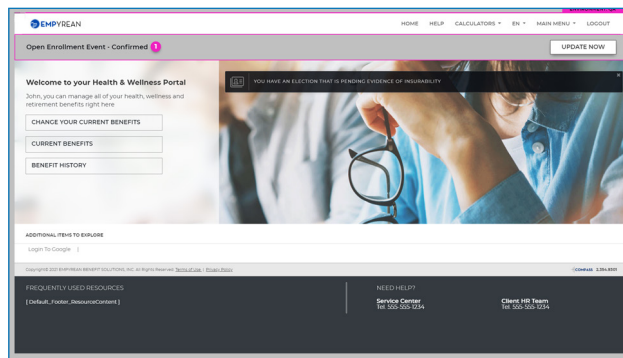 ENVIRONMENT: QA
EMPYREAN
HOME HELP CALCULATORS EN MAIN MENU LOGOUT
Open Enrollment Event - Confirmed 1
UPDATE NOW
YOU HAVE AN ELECTION THAT IS PENDING EVIDENCE OF INSURABILITY
Welcome to your Health & Wellness Portal
John, you can manage all of your health, wellness and
retirement benefits right here
CHANGE YOUR CURRENT BENEFITS
CURRENT BENEFITS
BENEFIT HISTORY
ADDITIONAL ITEMS TO EXPLORE
Login To Google |
Copyright© 2021 EMPYREAN BENEFIT SOLUTIONS, INC. All Rights Reserved. Terms of Use | Privacy Policy
COMPASS
FREQUENTLY USED RESOURCES
[ Default_Footer_ResourceContent ]
NEED HELP?
Service Center
Tel. 555-555-1234
Client HR Team
Tel. 555-555-1234